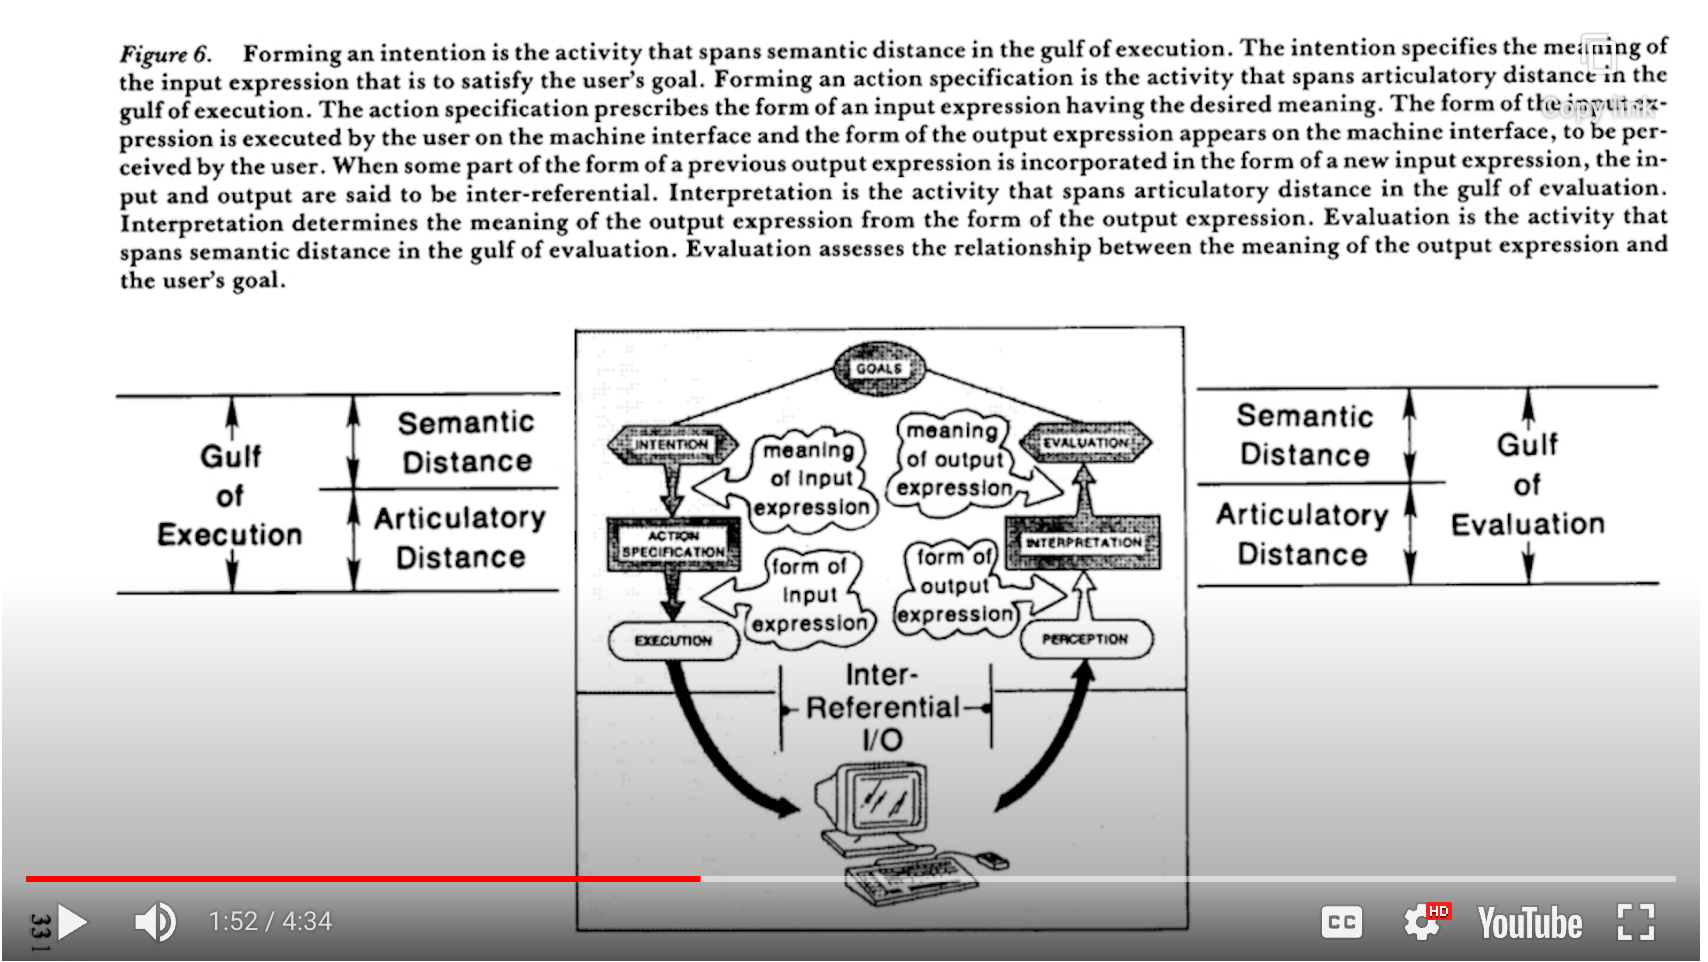 Figure 6. Forming an intention is the activity that spans semantic distance in the gulf of execution. The intention specifies the meaning of
the input expression that is to satisfy the user's goal. Forming an action specification is the activity that spans articulatory distance in the
gulf of execution. The action specification prescribes the form of an input expression having the desired meaning. The form of the input ex-
pression is executed by the user on the machine interface and the form of the output expression appears on the machine interface, to be per-
ceived by the user. When some part of the form of a previous output expression is incorporated in the form of a new input expression, the in-
put and output are said to be inter-referential. Interpretation is the activity that spans articulatory distance in the gulf of evaluation.
Interpretation determines the meaning of the output expression from the form of the output expression. Evaluation is the activity that
spans semantic distance in the gulf of evaluation. Evaluation assesses the relationship between the meaning of the output expression and
the user's goal.
Copy link
Gulf
of
Execution
Semantic
Distance
Articulatory
Distance
GOALS
INTENTION
meaning
of input
expression
ACTION
SPECIFICATION
form of
input
expression
EXECUTION
meaning
of output
expression
EVALUATION
INTERPRETATION
form of
output
expression
PERCEPTION
Inter-
Referential
I/O
Semantic
Distance
Articulatory
Distance
Gulf
of
Evaluation
331
1:52 / 4:34
CC
HD
YouTube